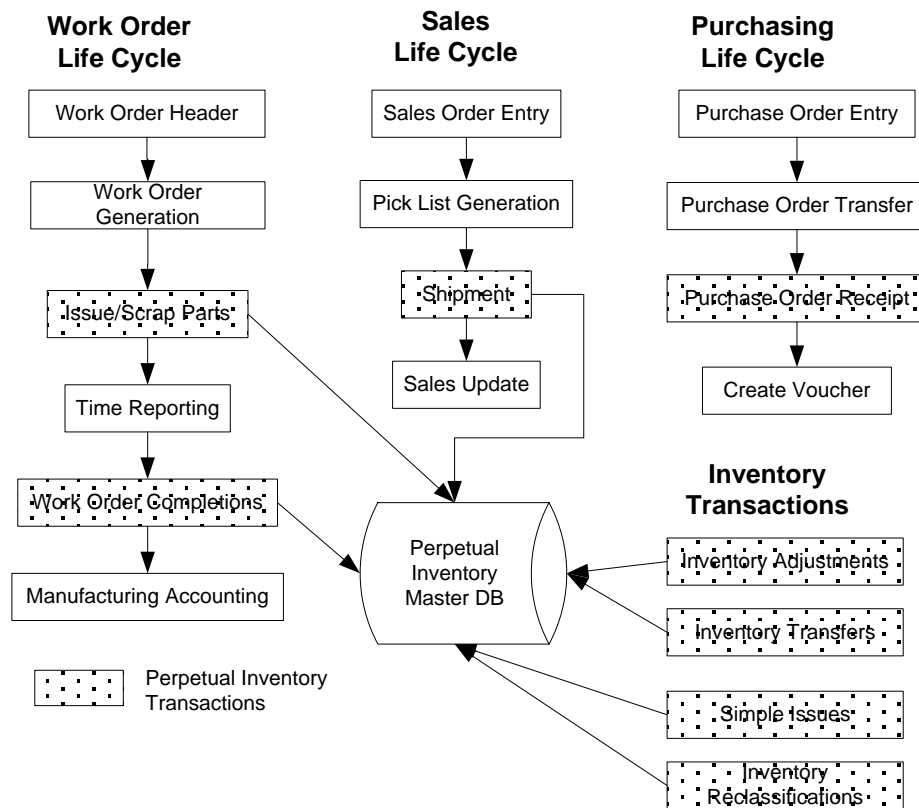 Work Order
Life Cycle
Work Order Header
Work Order
Generation
Issue/Scrap Parts
Time Reporting
Work Order Completions
Manufacturing Accounting
Perpetual Inventory
Transactions
Sales
Life Cycle
Sales Order Entry
Pick List Generation
Shipment
Sales Update
Perpetual
Inventory
Master DB
Purchasing
Life Cycle
Purchase Order Entry
Purchase Order Transfer
Purchase Order Receipt
Create Voucher
Inventory
Transactions
Inventory Adjustments
Inventory Transfers
Simple Issues
Inventory
Reclassifications